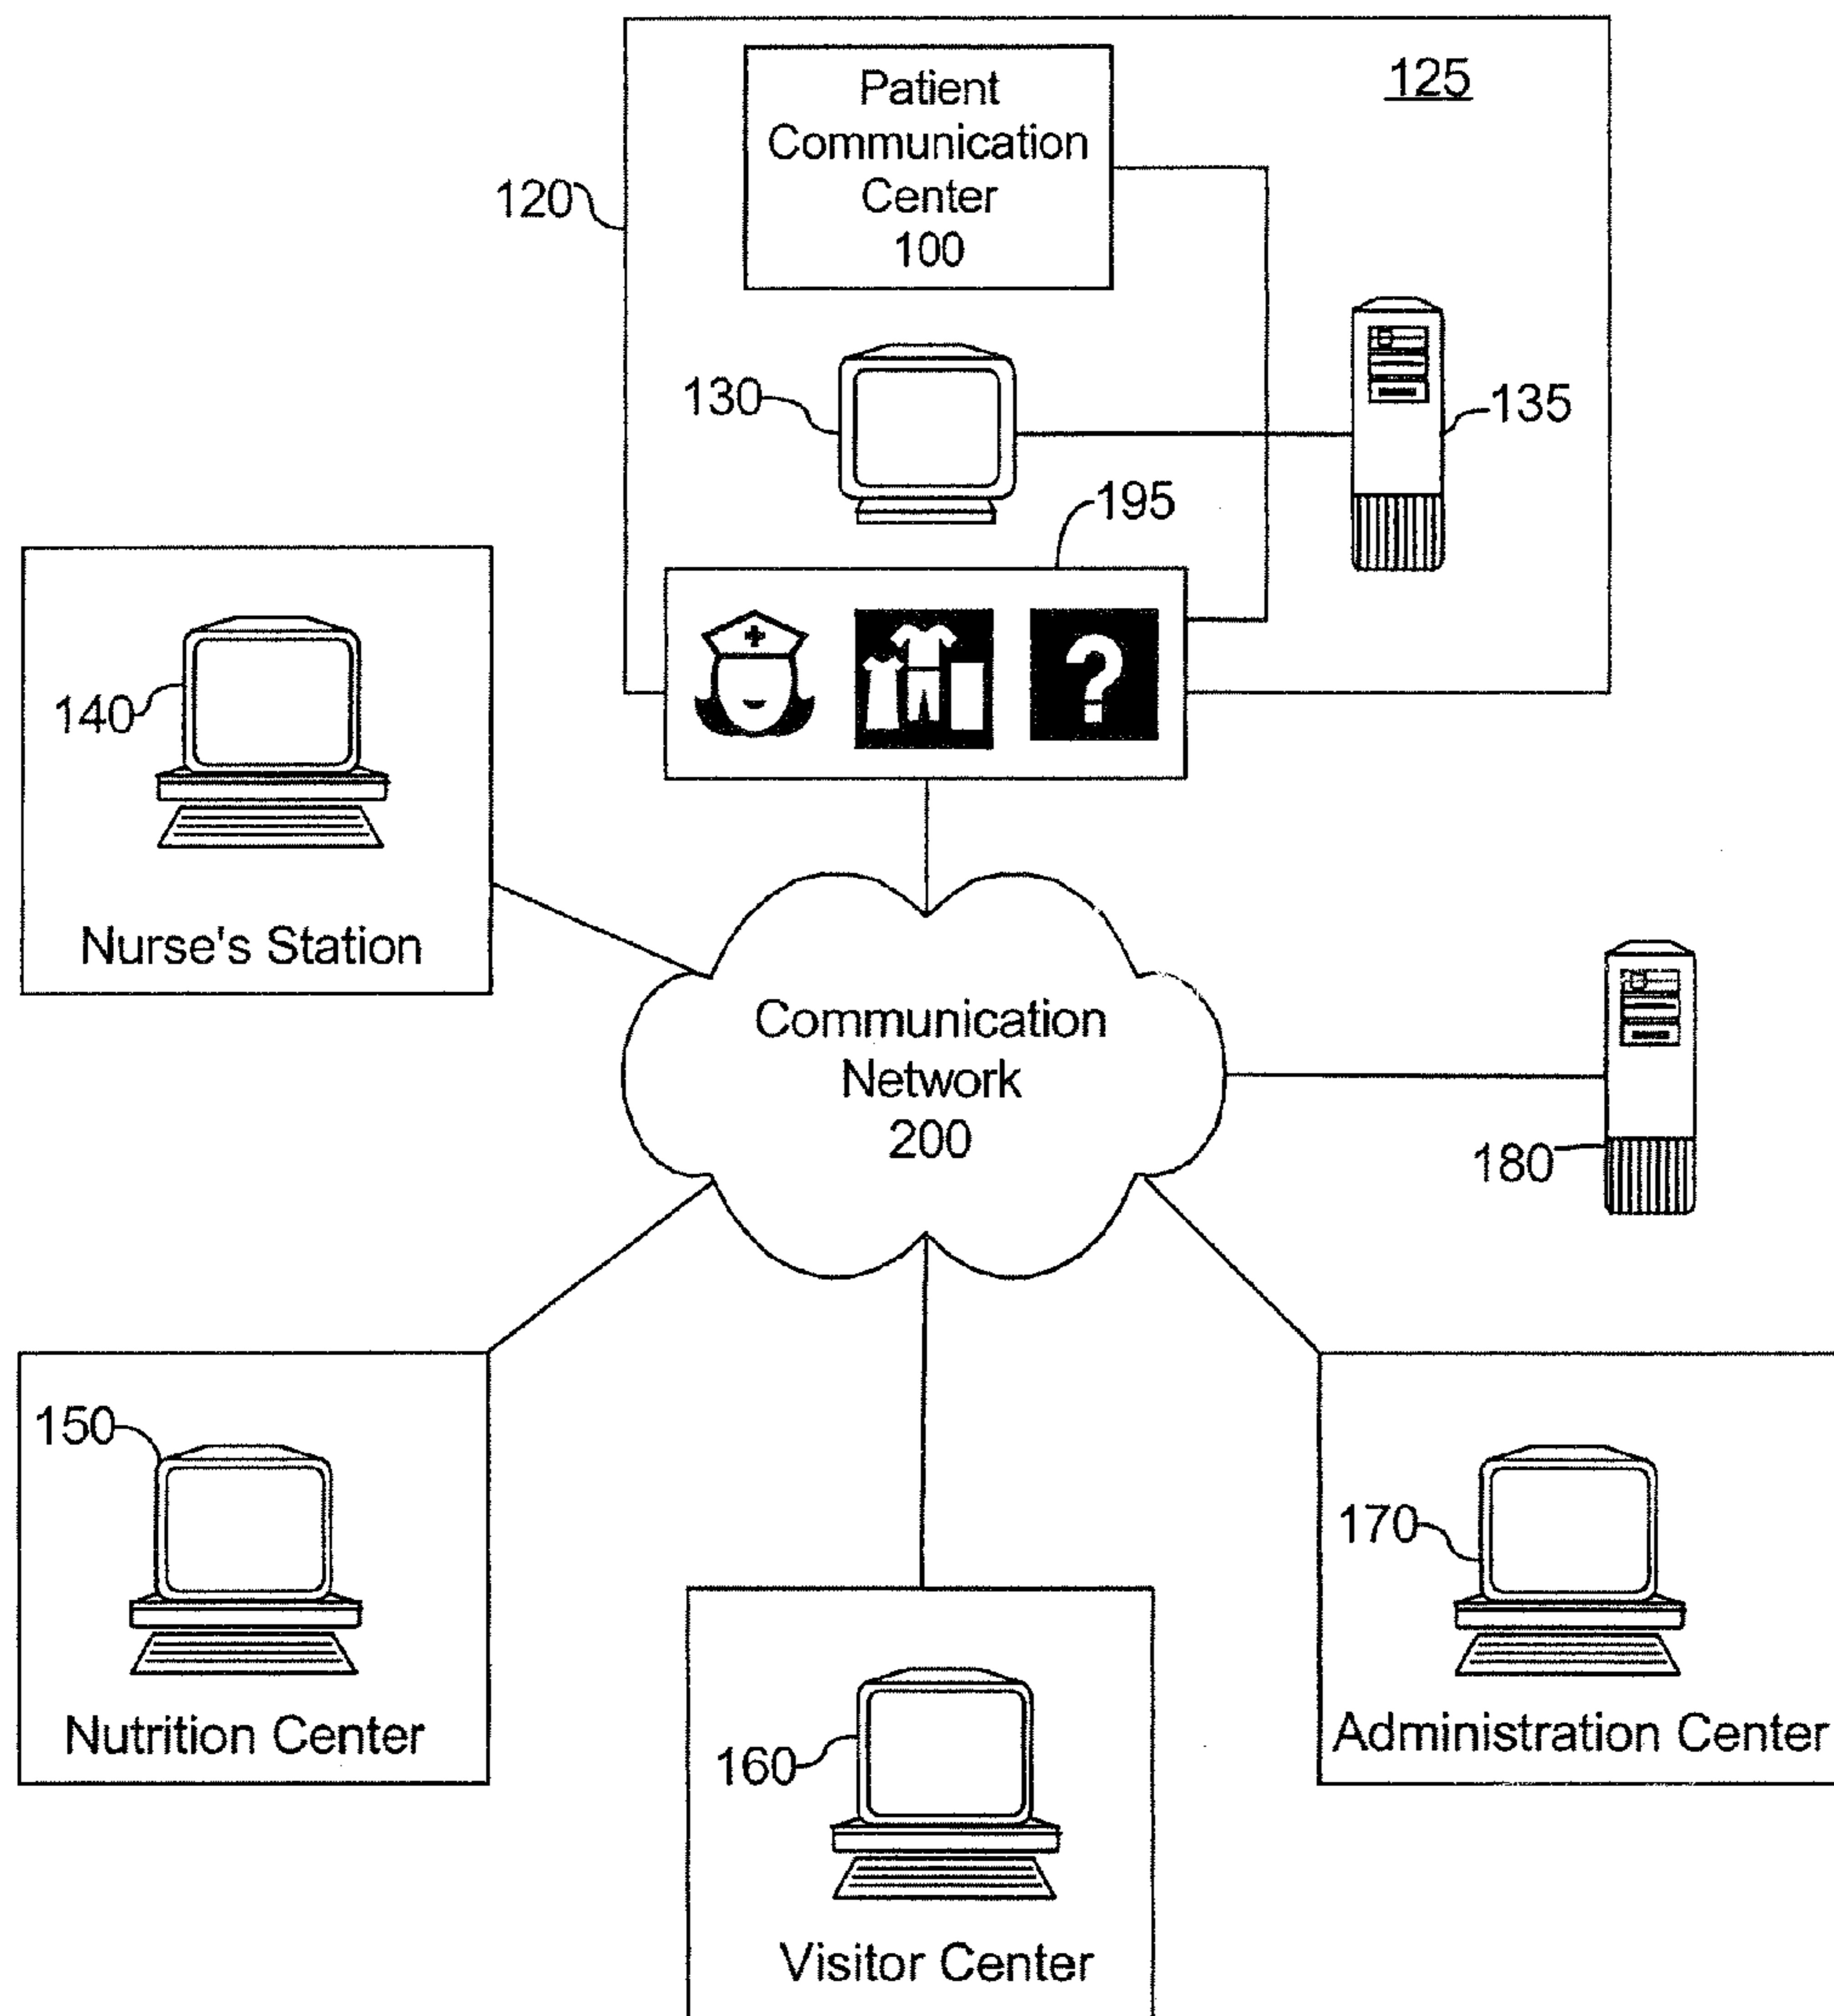 125
Patient
Communication
Center
100
120
130
135
195
?
140
Nurse's Station
Communication
Network
200
180
150
Nutrition Center
170
Administration Center
160
Visitor Center